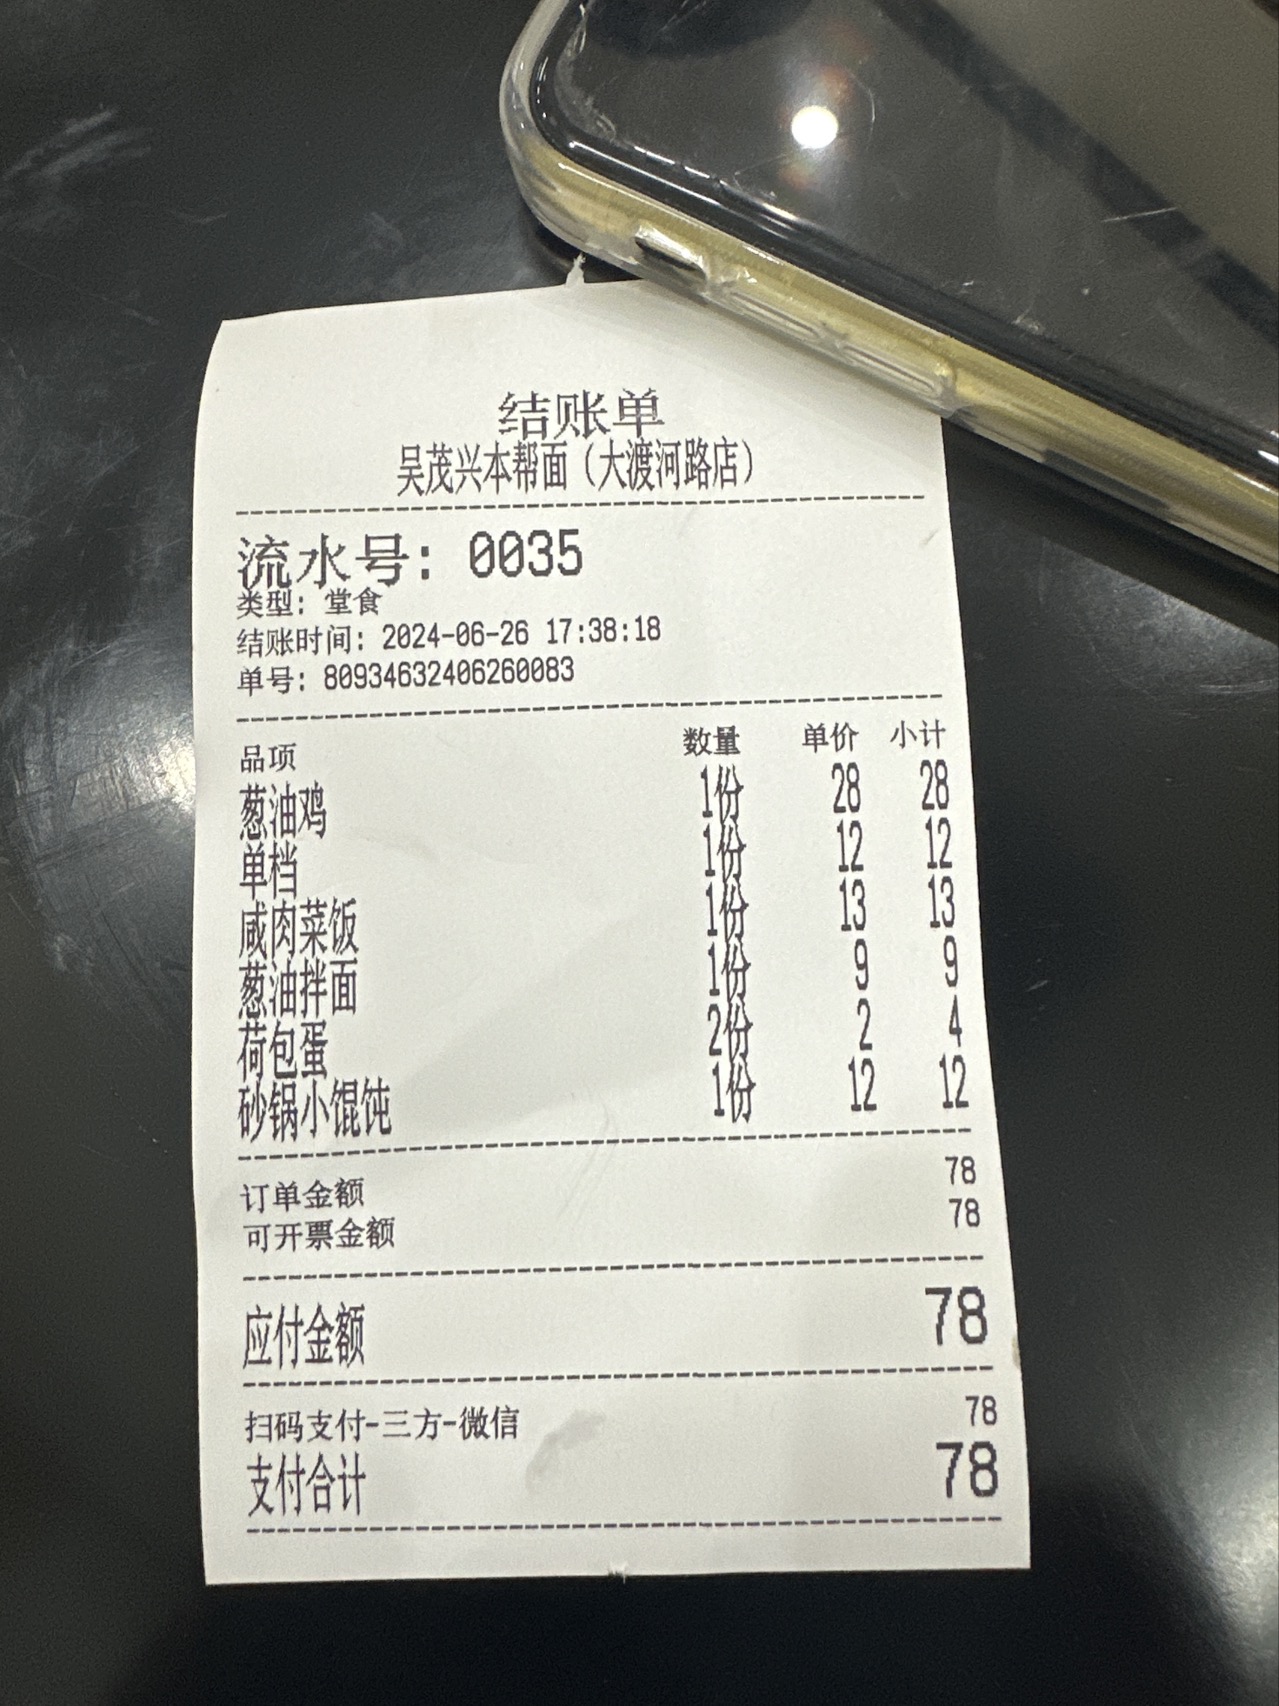 结账单
吴茂兴本帮面（大渡河路店）
流水号: 0035
类型: 堂食
结账时间: 2024-06-26 17:38:18
单号: 80934632406260083
品项 数量 单价 小计
葱油鸡 1份 28 28
单档 1份 12 12
咸肉菜饭 1份 13 13
葱油拌面 1份 9 9
荷包蛋 2份 2 4
砂锅小馄饨 1份 12 12
订单金额 78
可开票金额 78
应付金额 78
扫码支付-三方-微信 78
支付合计 78